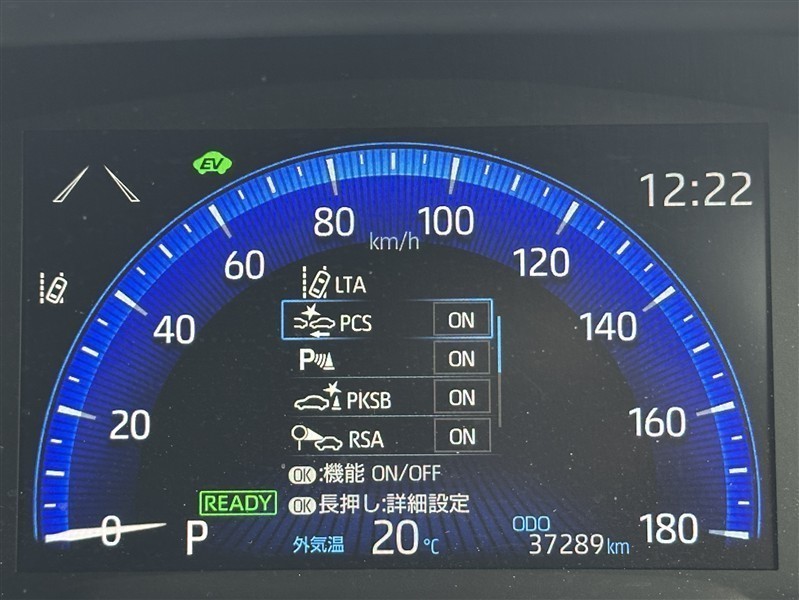 EV
12:22
80
100
km/h
60
120
LTA
40
PCS ON
140
P ON
PKSB ON
20
160
RSA ON
OK:機能 ON/OFF
READY
OK長押し:詳細設定
0
P
外気温 20℃
ODO
37289km
180